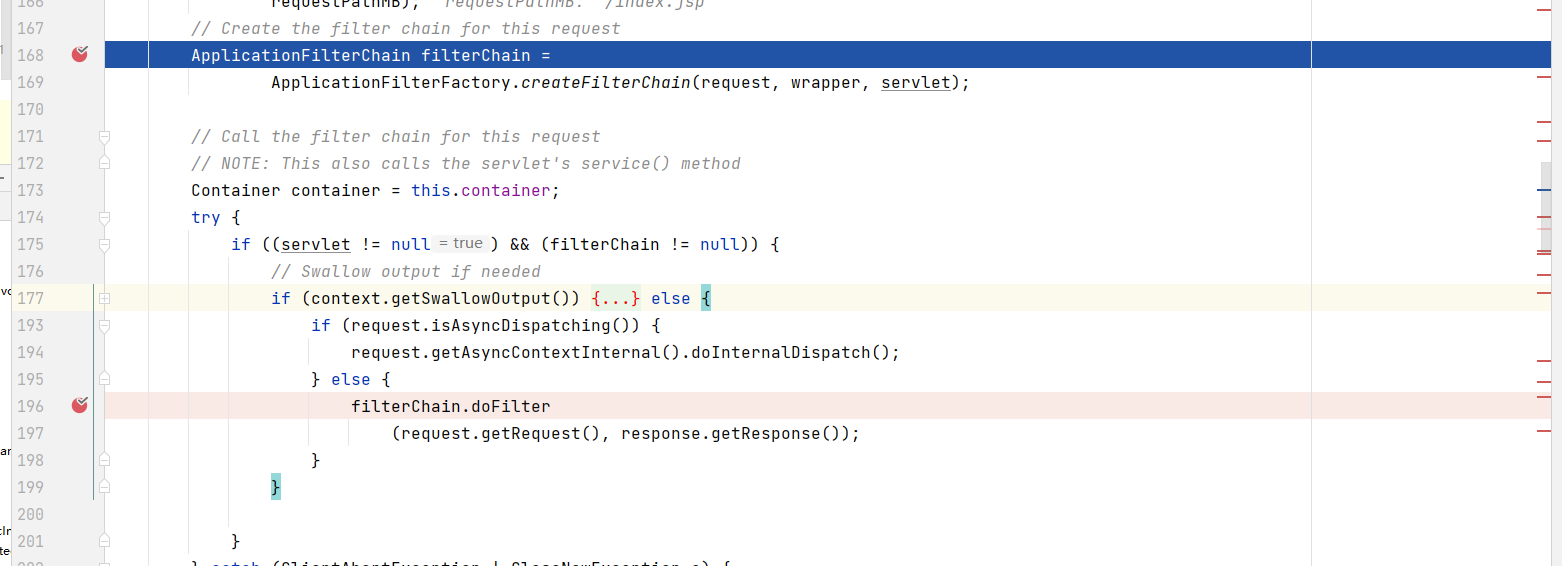 166 requestPathMB); requestPathMB: "/index.jsp"
167 // Create the filter chain for this request
168 ApplicationFilterChain filterChain =
169 ApplicationFilterFactory.createFilterChain(request, wrapper, servlet);
170
171 // Call the filter chain for this request
172 // NOTE: This also calls the servlet's service() method
173 Container container = this.container;
174 try {
175 if ((servlet != null = true ) && (filterChain != null)) {
176 // Swallow output if needed
177 if (context.getSwallowOutput()) {...} else {
193 if (request.isAsyncDispatching()) {
194 request.getAsyncContextInternal().doInternalDispatch();
195 } else {
196 filterChain.doFilter
197 (request.getRequest(), response.getResponse());
198 }
199 }
200
201 }
} catch (ClientAbortException | CloseNowException e) {